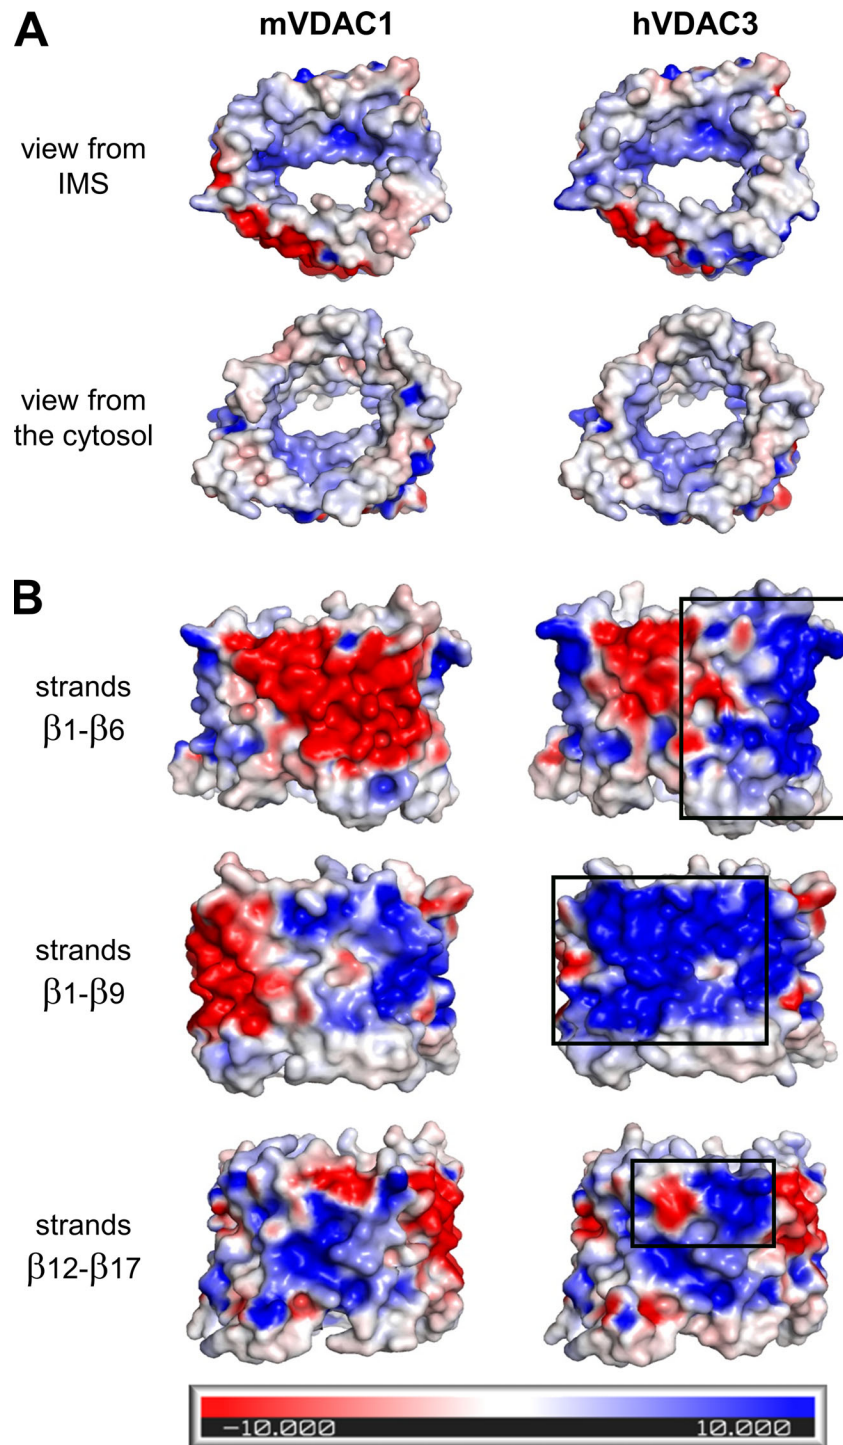 A
mVDAC1
hVDAC3
view from
IMS
view from
the cytosol
B
strands
β1-β6
strands
β1-β9
strands
β12-β17
-10.000
10.000